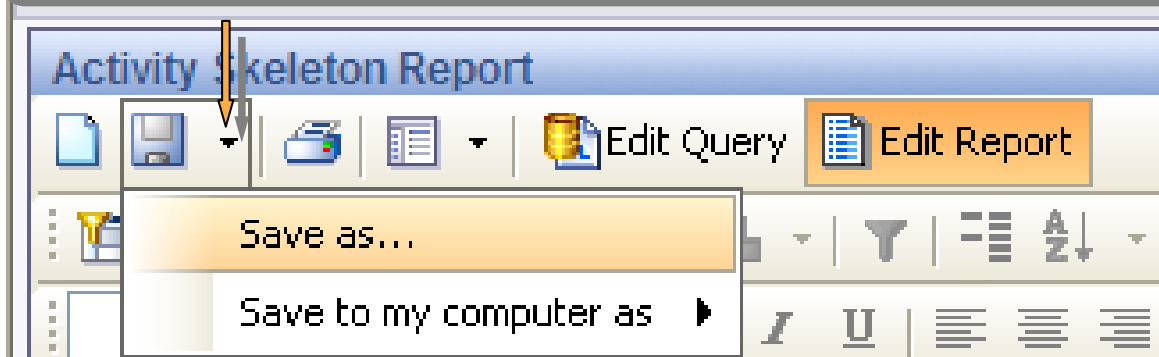 Activity Skeleton Report
Edit Query Edit Report
Save as...
Save to my computer as
A
Z
I U